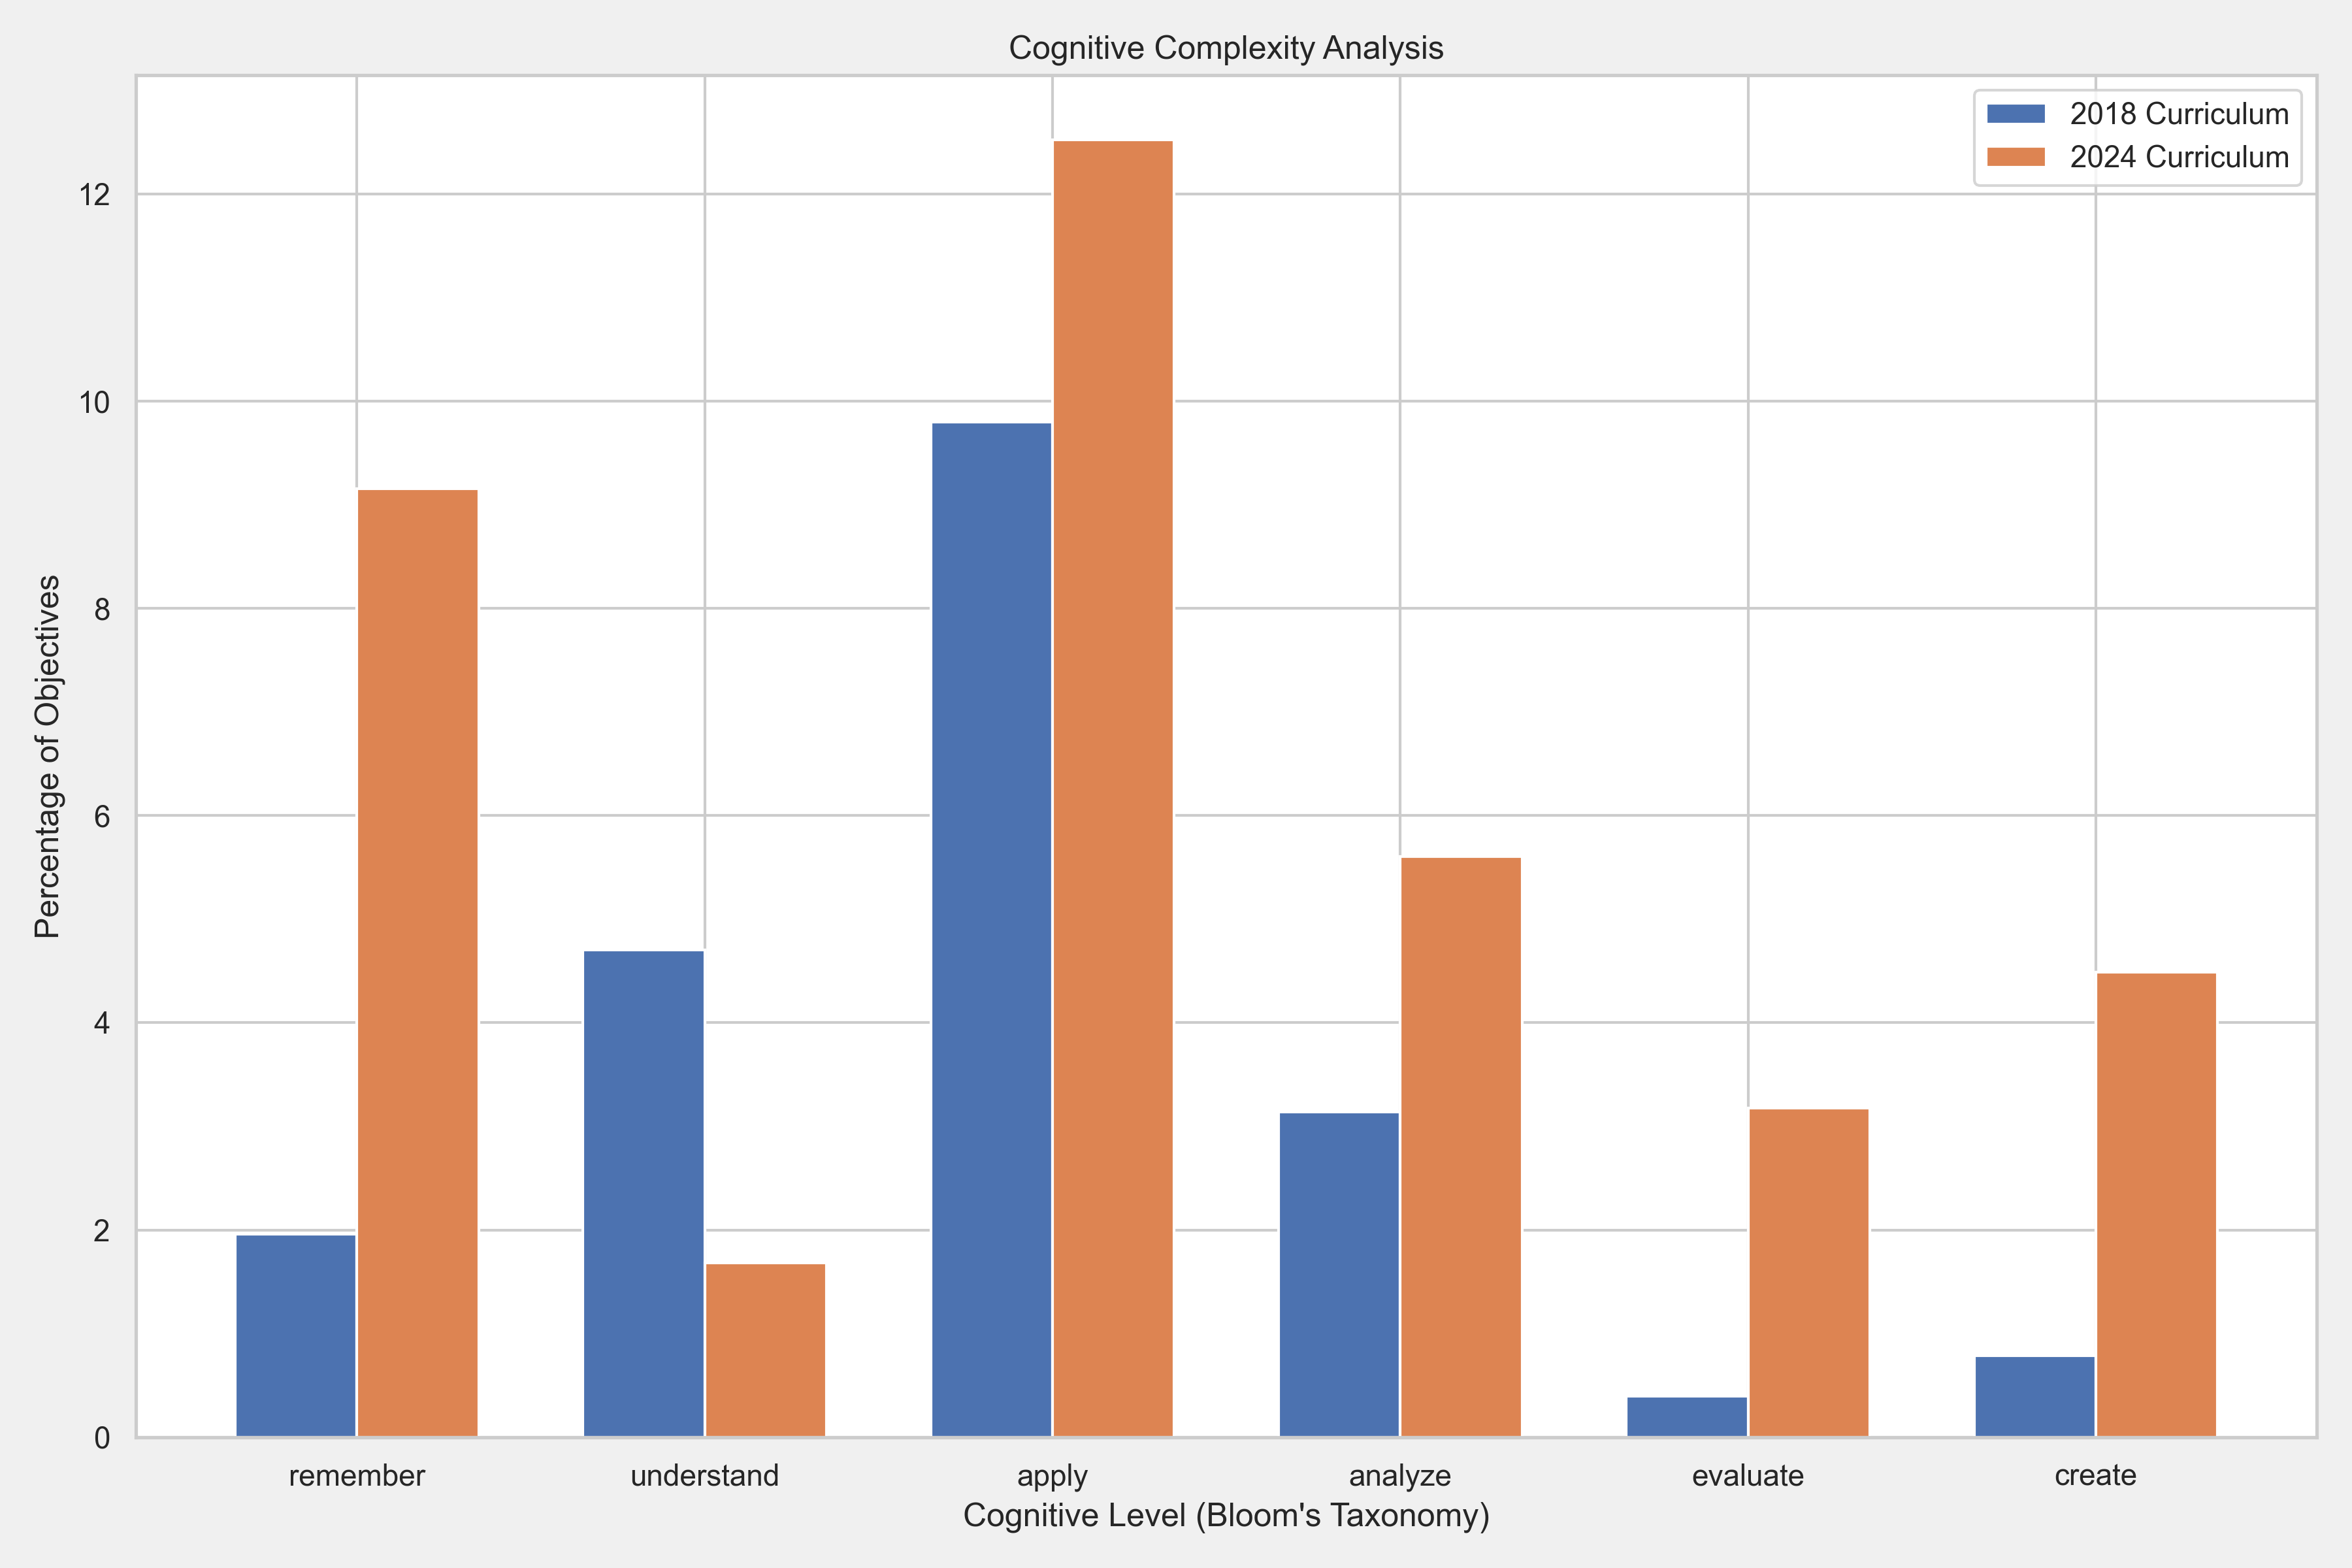 Cognitive Complexity Analysis
2018 Curriculum
2024 Curriculum
Percentage of Objectives
12
10
8
6
4
2
0
remember understand apply analyze evaluate create
Cognitive Level (Bloom's Taxonomy)